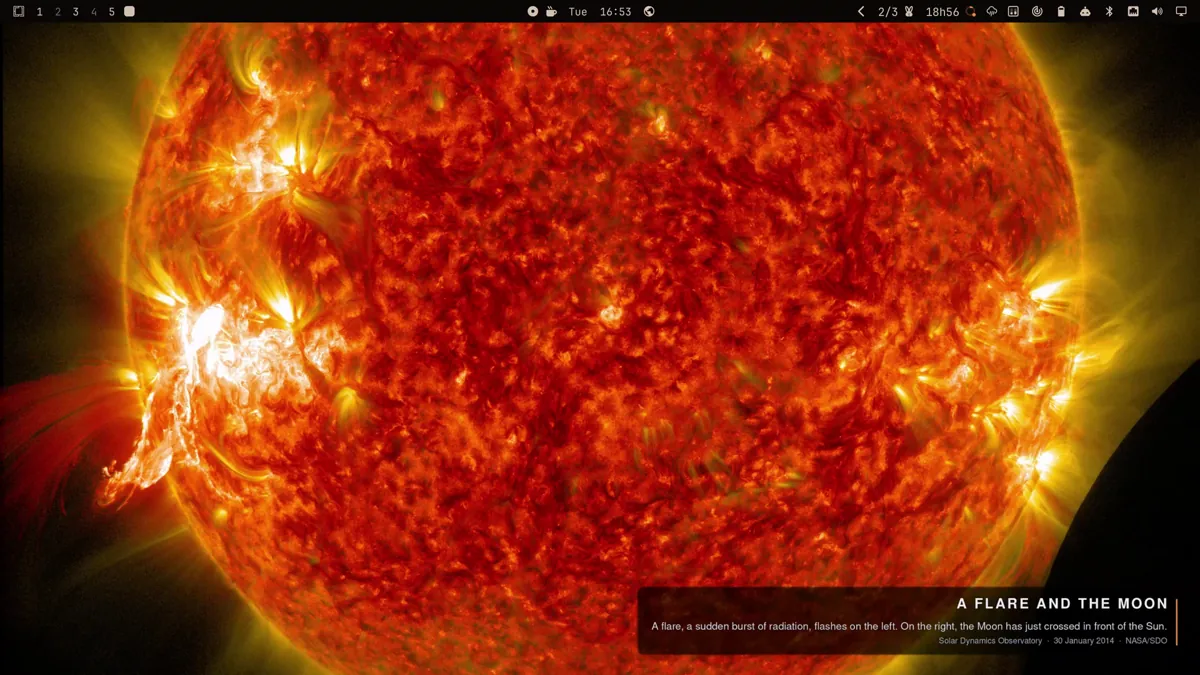 1 2 3 4 5 Tue 16:53 2/3 18h56
A FLARE AND THE MOON
A flare, a sudden burst of radiation, flashes on the left. On the right, the Moon has just crossed in front of the Sun.
Solar Dynamics Observatory · 30 January 2014 · NASA/SDO